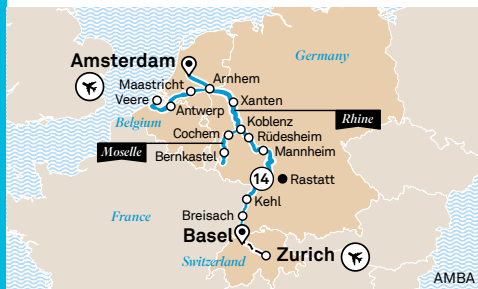 Germany
Amsterdam
Maastricht
Arnhem
Veere
Xanten
Antwerp
Belgium
Koblenz
Rhine
Cochem
Rüdesheim
Moselle
Bernkastel
Mannheim
14
Rastatt
Kehl
France
Breisach
Basel
Zurich
Switzerland
AMBA